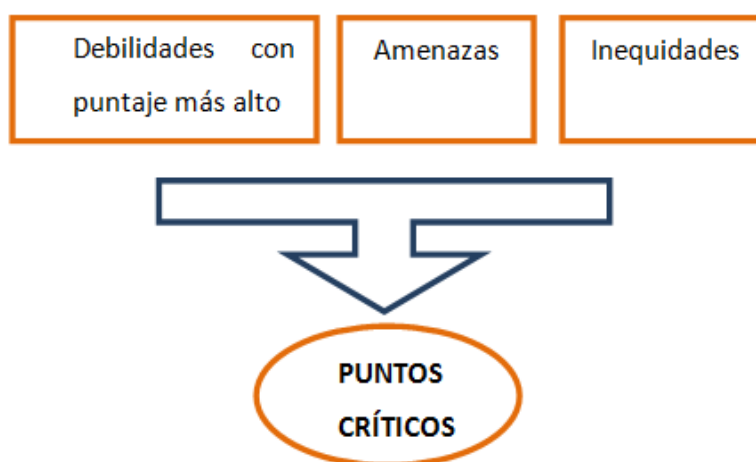 Debilidades con
puntaje más alto
Amenazas
Inequidades
PUNTOS
CRÍTICOS